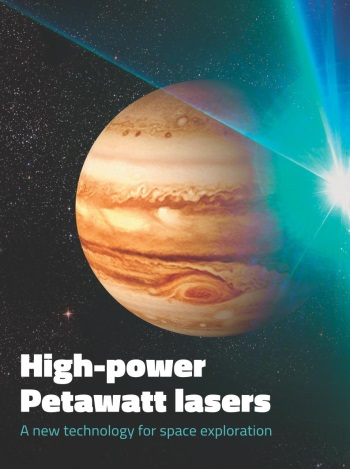 High-power
Petawatt lasers
A new technology for space exploration